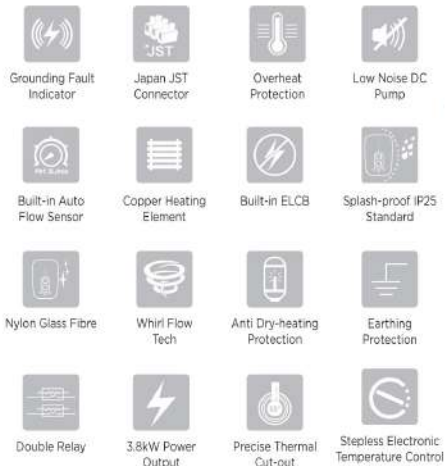 JST
Grounding Fault
Indicator
Japan JST
Connector
Overheat
Protection
Low Noise DC
Pump
Built-in Auto
Flow Sensor
Copper Heating
Element
Built-in ELCB
Splash-proof IP25
Standard
Nylon Glass Fibre
Whirl Flow
Tech
Anti Dry-heating
Protection
Earthing
Protection
Double Relay
3.8kW Power
Output
Precise Thermal
Cut-out
Stepless Electronic
Temperature Control